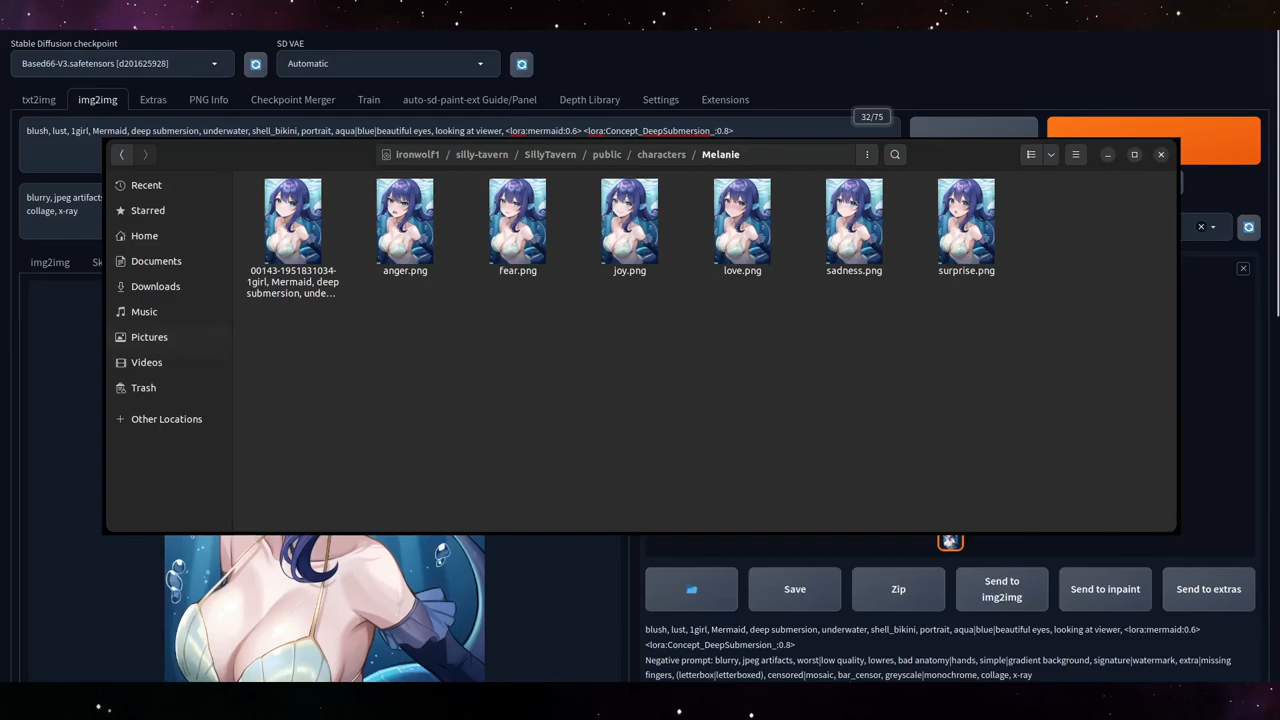 Stable Diffusion checkpoint
SD VAE
Based66-V3.safetensors [d201625928]
Automatic
txt2img
img2img
Extras
PNG Info
Checkpoint Merger
Train
auto-sd-paint-ext Guide/Panel
Depth Library
Settings
Extensions
32/75
blush, lust, 1girl, Mermaid, deep submersion, underwater, shell_bikini, portrait, aqua|blue|beautiful eyes, looking at viewer, <lora:mermaid:0.6> <lora:Concept_DeepSubmersion_:0.8>
ironwolf1 / silly-tavern / SillyTavern / public / characters / Melanie
blurry, jpeg artifacts
collage, x-ray
img2img
Recent
Starred
Home
Documents
Downloads
Music
Pictures
Videos
Trash
Other Locations
00143-1951831034-
1girl, Mermaid, deep
submersion, unde...
anger.png
fear.png
joy.png
love.png
sadness.png
surprise.png
Save
Zip
Send to
img2img
Send to inpaint
Send to extras
blush, lust, 1girl, Mermaid, deep submersion, underwater, shell_bikini, portrait, aqua|blue|beautiful eyes, looking at viewer, <lora:mermaid:0.6>
<lora:Concept_DeepSubmersion_:0.8>
Negative prompt: blurry, jpeg artifacts, worst|low quality, lowres, bad anatomy|hands, simple|gradient background, signature|watermark, extra|missing
fingers, (letterbox|letterboxed), censored|mosaic, bar_censor, greyscale|monochrome, collage, x-ray